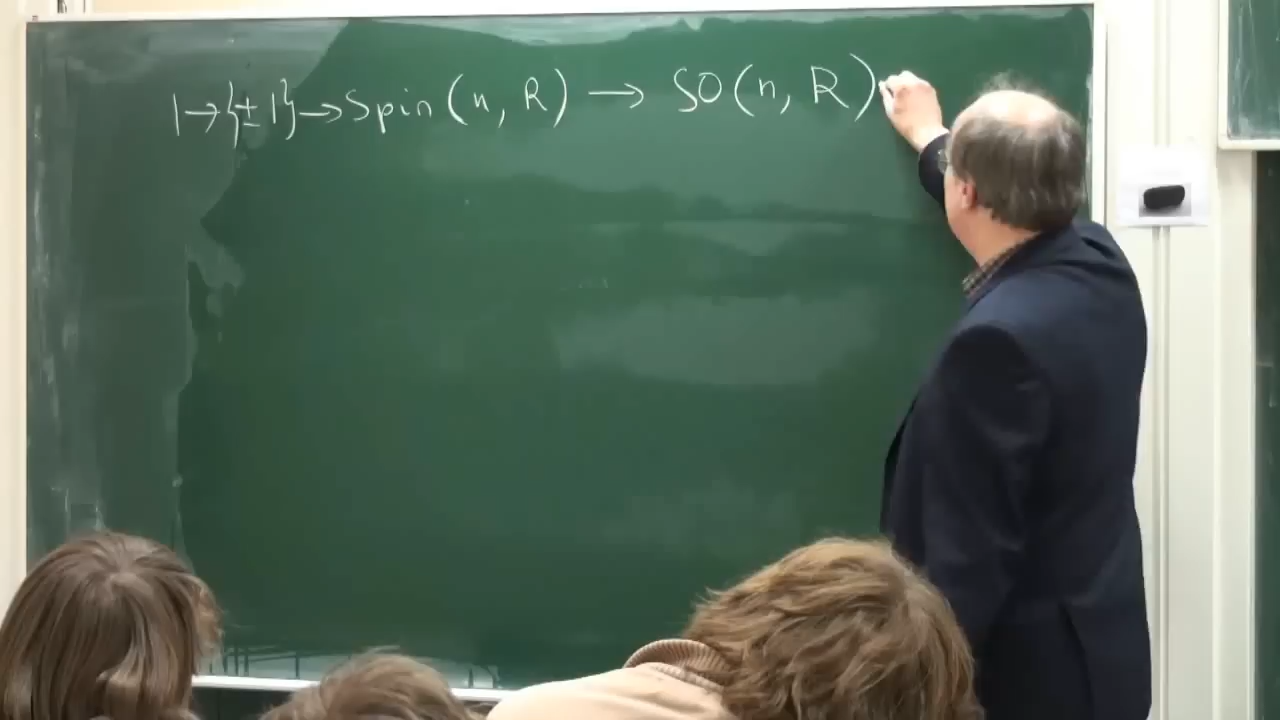 1→{±1}→Spin(n,R) → SO(n,R)